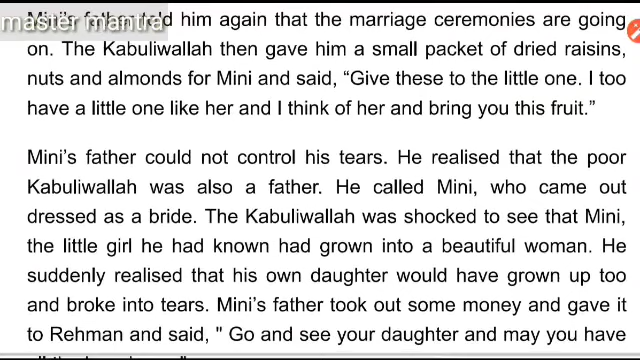 master mantra
Mini's father told him again that the marriage ceremonies are going
on. The Kabuliwallah then gave him a small packet of dried raisins,
nuts and almonds for Mini and said, “Give these to the little one. I too
have a little one like her and I think of her and bring you this fruit.”
Mini’s father could not control his tears. He realised that the poor
Kabuliwallah was also a father. He called Mini, who came out
dressed as a bride. The Kabuliwallah was shocked to see that Mini,
the little girl he had known had grown into a beautiful woman. He
suddenly realised that his own daughter would have grown up too
and broke into tears. Mini’s father took out some money and gave it
to Rehman and said, " Go and see your daughter and may you have